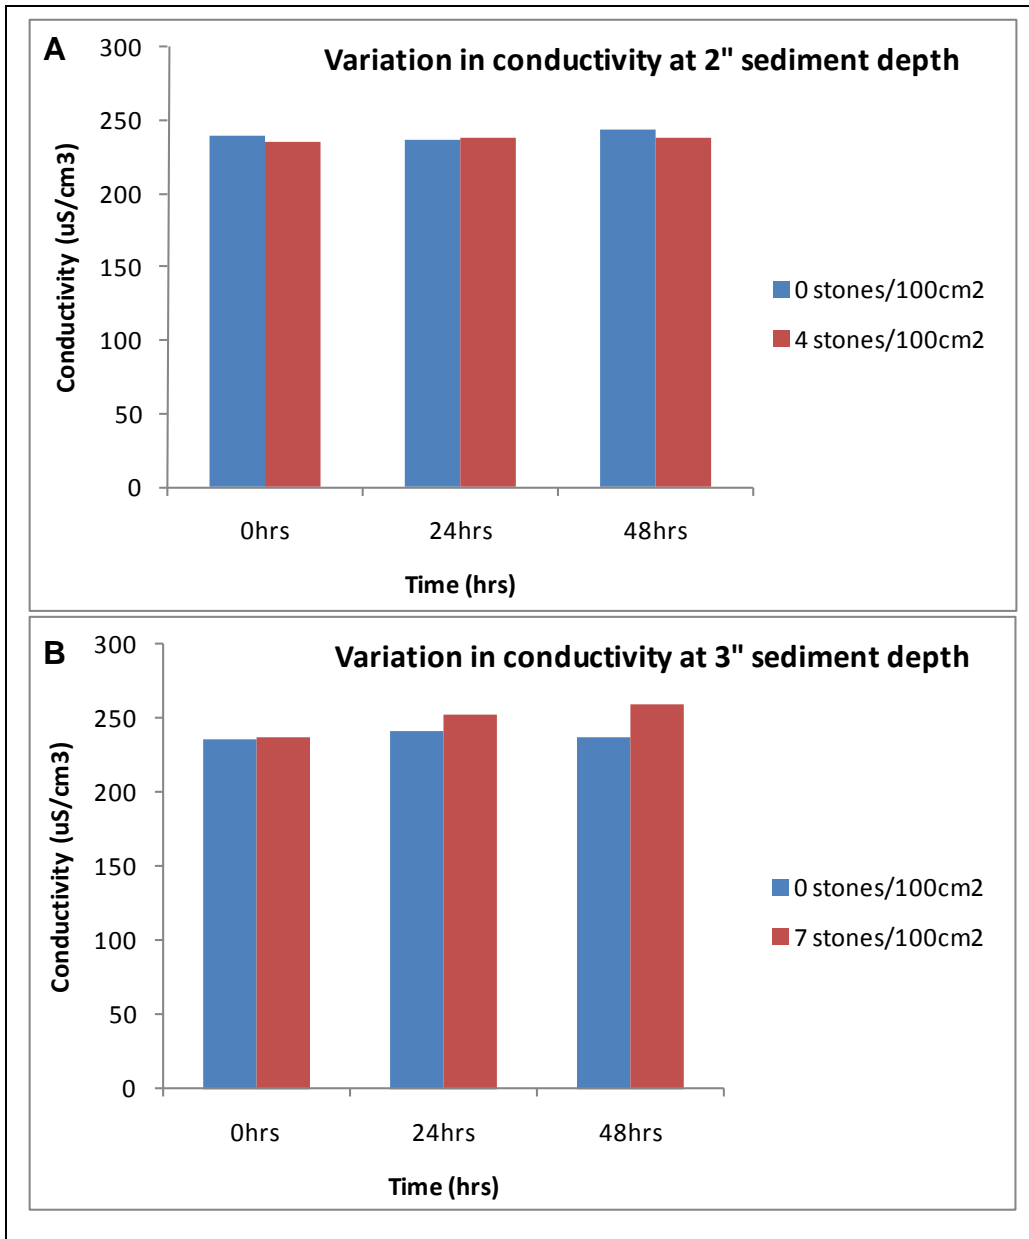 A
Variation in conductivity at 2" sediment depth
300
250
200
150
100
50
0
Conductivity (uS/cm3)
0hrs
24hrs
48hrs
Time (hrs)
0 stones/100cm2
4 stones/100cm2
B
Variation in conductivity at 3" sediment depth
300
250
200
150
100
50
0
Conductivity (uS/cm3)
0hrs
24hrs
48hrs
Time (hrs)
0 stones/100cm2
7 stones/100cm2